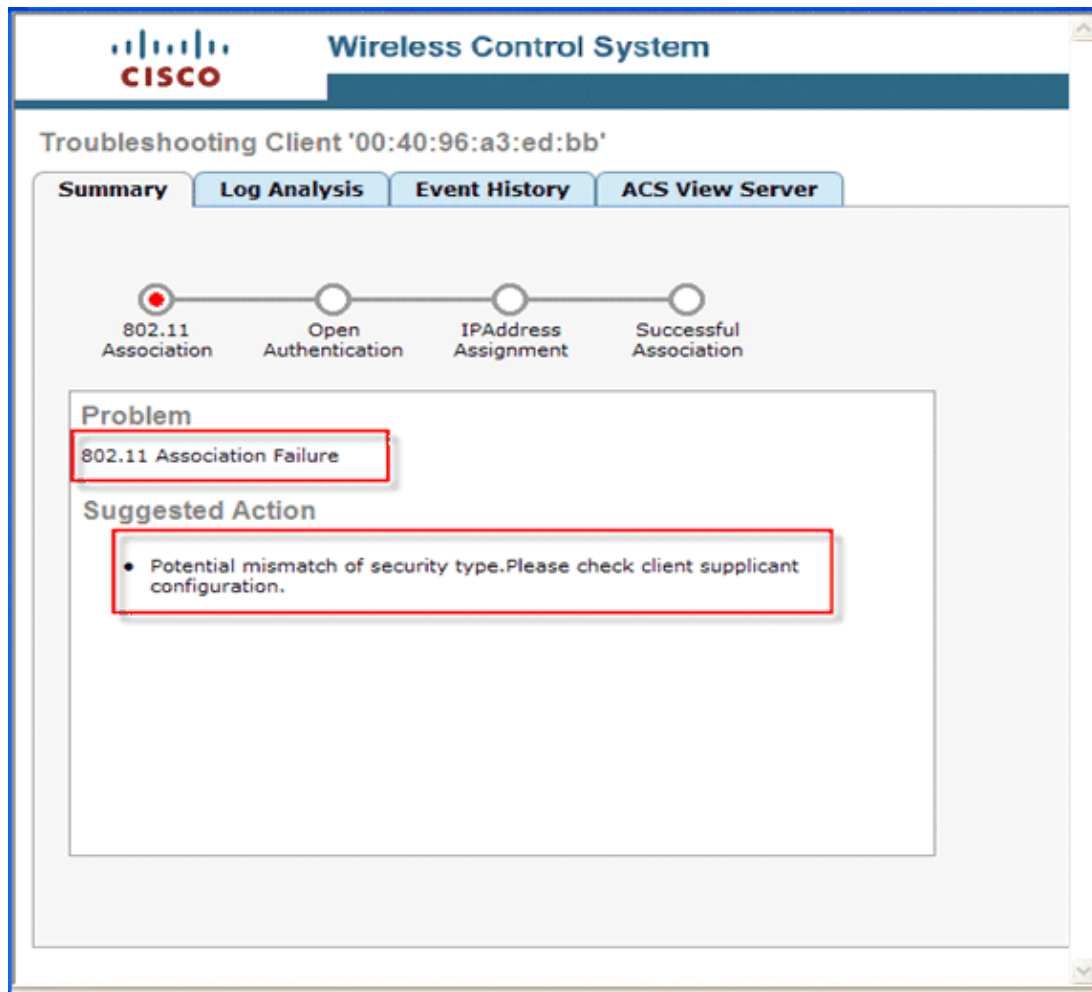 CISCO
Wireless Control System
Troubleshooting Client '00:40:96:a3:ed:bb'
Summary
Log Analysis
Event History
ACS View Server
802.11
Association
Open
Authentication
IPAddress
Assignment
Successful
Association
Problem
802.11 Association Failure
Suggested Action
• Potential mismatch of security type.Please check client supplicant
configuration.